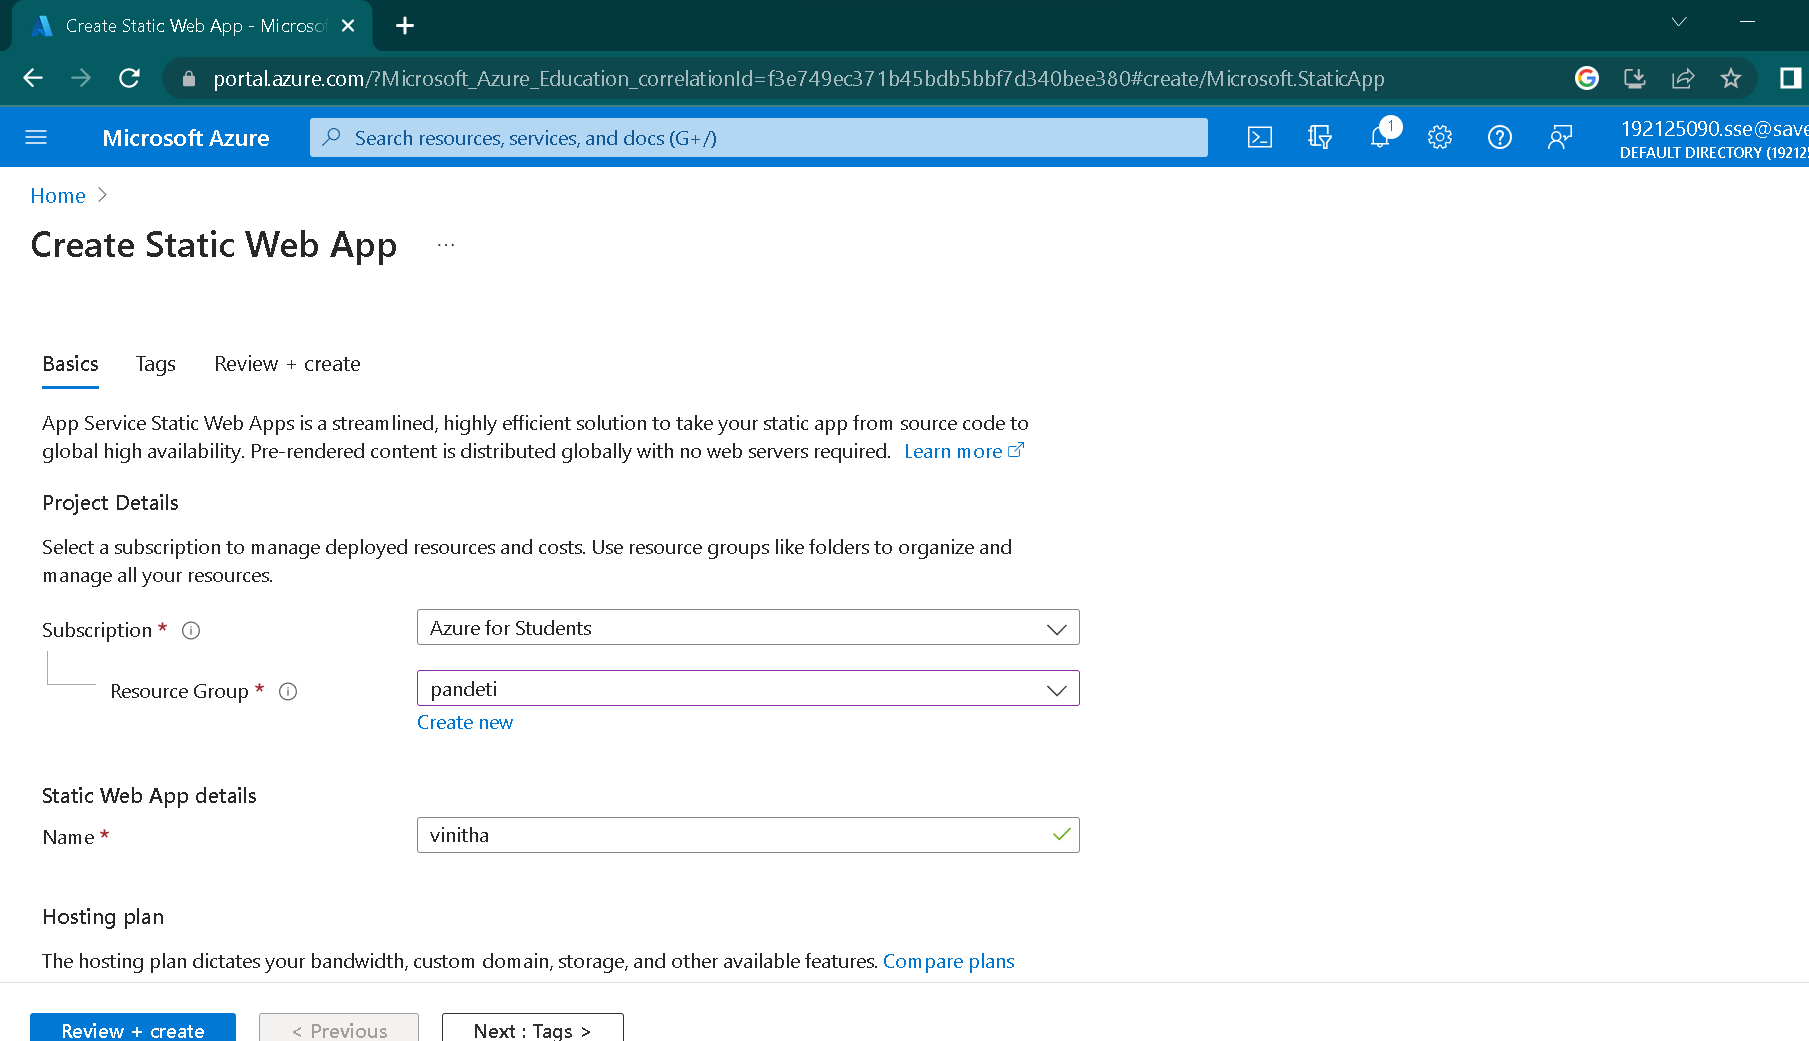 Create Static Web App - Microsof
portal.azure.com/?Microsoft_Azure_Education_correlationId=f3e749ec371b45bdb5bbf7d340bee380#create/Microsoft.StaticApp
Microsoft Azure
Search resources, services, and docs (G+/)
1
192125090.sse@save
DEFAULT DIRECTORY (192125
Home >
Create Static Web App ...
Basics Tags Review + create
App Service Static Web Apps is a streamlined, highly efficient solution to take your static app from source code to
global high availability. Pre-rendered content is distributed globally with no web servers required. Learn more
Project Details
Select a subscription to manage deployed resources and costs. Use resource groups like folders to organize and
manage all your resources.
Subscription * Azure for Students
Resource Group * pandeti
Create new
Static Web App details
Name * vinitha
Hosting plan
The hosting plan dictates your bandwidth, custom domain, storage, and other available features. Compare plans
Review + create < Previous Next : Tags >